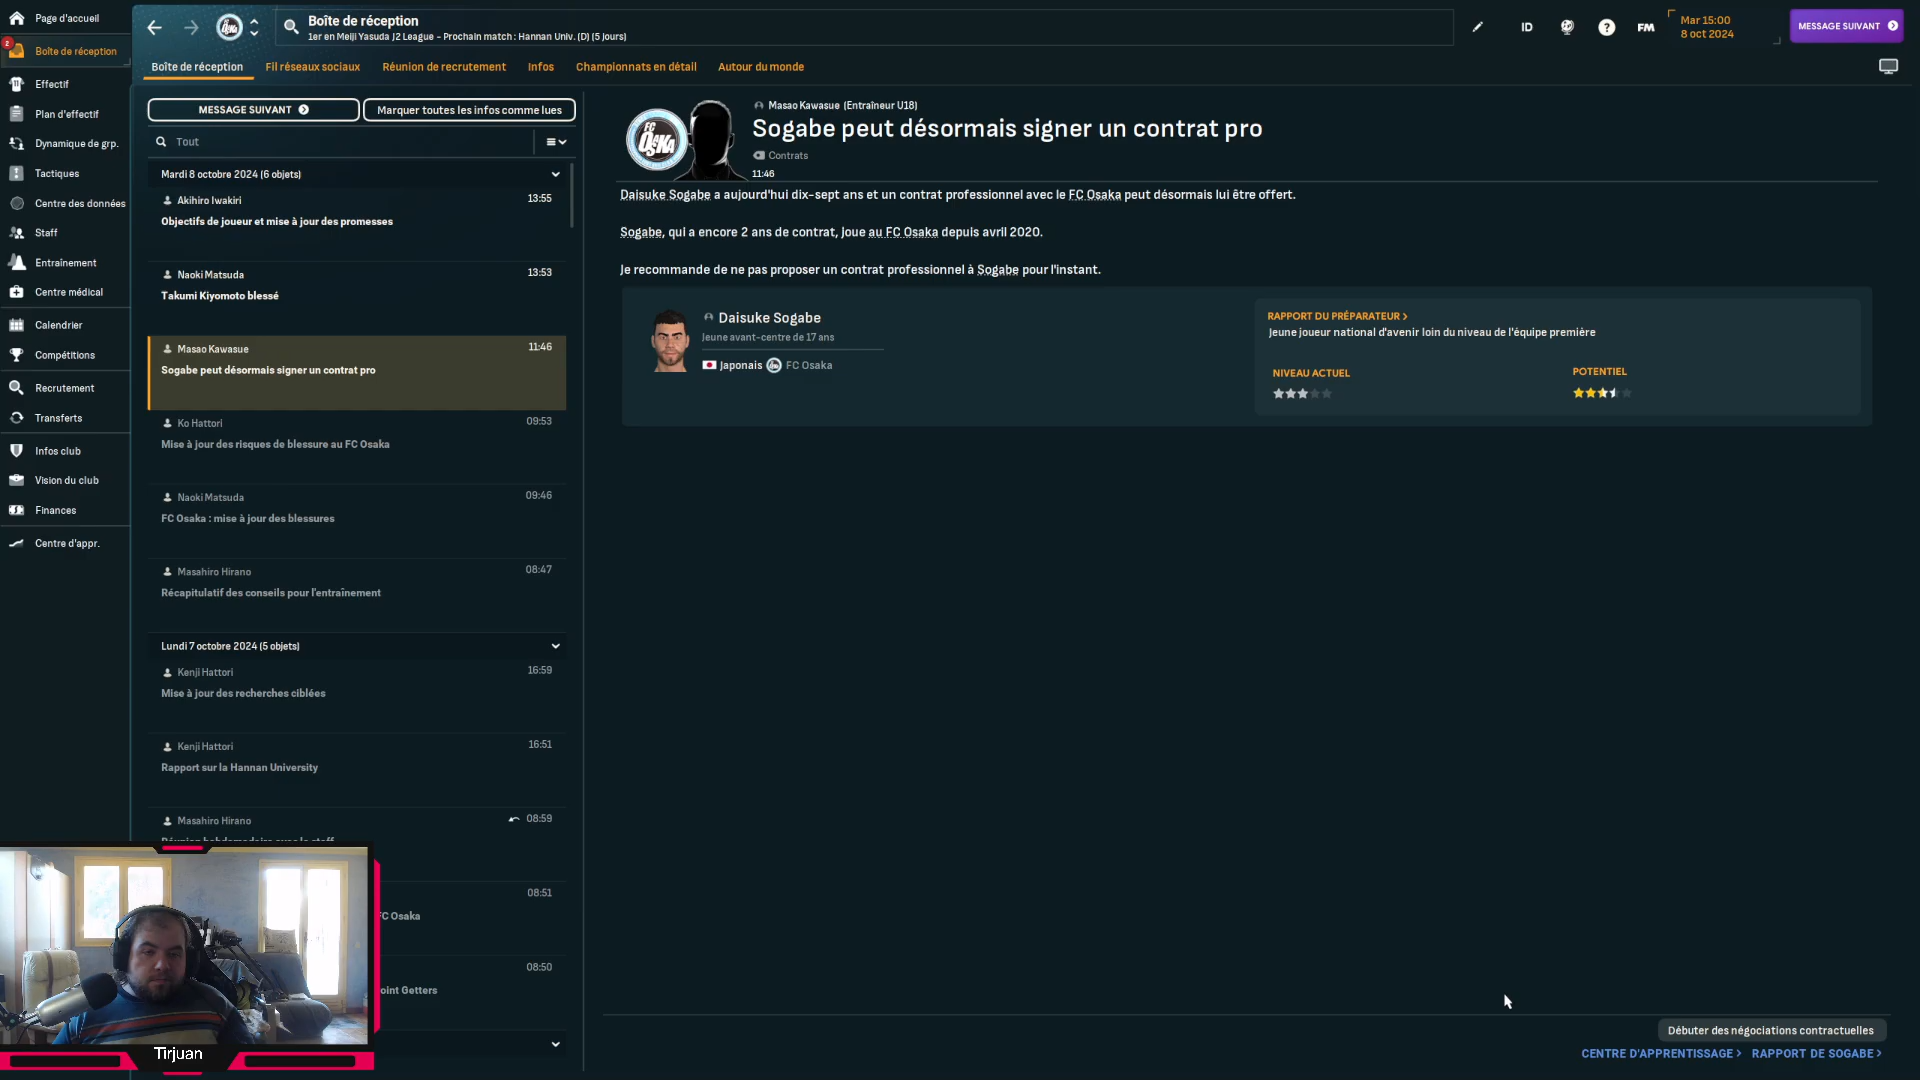 Page d'accueil
2
Boîte de réception
Effectif
Plan d'effectif
Dynamique de grp.
Tactiques
Centre des données
Staff
Entraînement
Centre médical
Calendrier
Compétitions
Recrutement
Transferts
Infos club
Vision du club
Finances
Centre d'appr.
Boîte de réception
1er en Meiji Yasuda J2 League – Prochain match : Hannan Univ. (D) (5 jours)
ID
?
FM
Mar 15:00
8 oct 2024
MESSAGE SUIVANT
Boîte de réception
Fil réseaux sociaux
Réunion de recrutement
Infos
Championnats en détail
Autour du monde
MESSAGE SUIVANT
Marquer toutes les infos comme lues
Tout
Mardi 8 octobre 2024 (6 objets)
Akihiro Iwakiri
13:55
Objectifs de joueur et mise à jour des promesses
Naoki Matsuda
13:53
Takumi Kiyomoto blessé
Masao Kawasue
11:46
Sogabe peut désormais signer un contrat pro
Ko Hattori
09:53
Mise à jour des risques de blessure au FC Osaka
Naoki Matsuda
09:46
FC Osaka : mise à jour des blessures
Masahiro Hirano
08:47
Récapitulatif des conseils pour l'entraînement
Lundi 7 octobre 2024 (5 objets)
Kenji Hattori
16:59
Mise à jour des recherches ciblées
Kenji Hattori
16:51
Rapport sur la Hannan University
Masahiro Hirano
08:59
Réunion hebdomadaire avec le staff
08:51
FC Osaka
08:50
oint Getters
Tirjuan
FC OSAKA
Masao Kawasue (Entraîneur U18)
Sogabe peut désormais signer un contrat pro
Contrats
11:46
Daisuke Sogabe a aujourd'hui dix-sept ans et un contrat professionnel avec le FC Osaka peut désormais lui être offert.
Sogabe, qui a encore 2 ans de contrat, joue au FC Osaka depuis avril 2020.
Je recommande de ne pas proposer un contrat professionnel à Sogabe pour l'instant.
Daisuke Sogabe
Jeune avant-centre de 17 ans
Japonais
FC Osaka
RAPPORT DU PRÉPARATEUR >
Jeune joueur national d'avenir loin du niveau de l'équipe première
NIVEAU ACTUEL
POTENTIEL
Débuter des négociations contractuelles
CENTRE D'APPRENTISSAGE >
RAPPORT DE SOGABE >